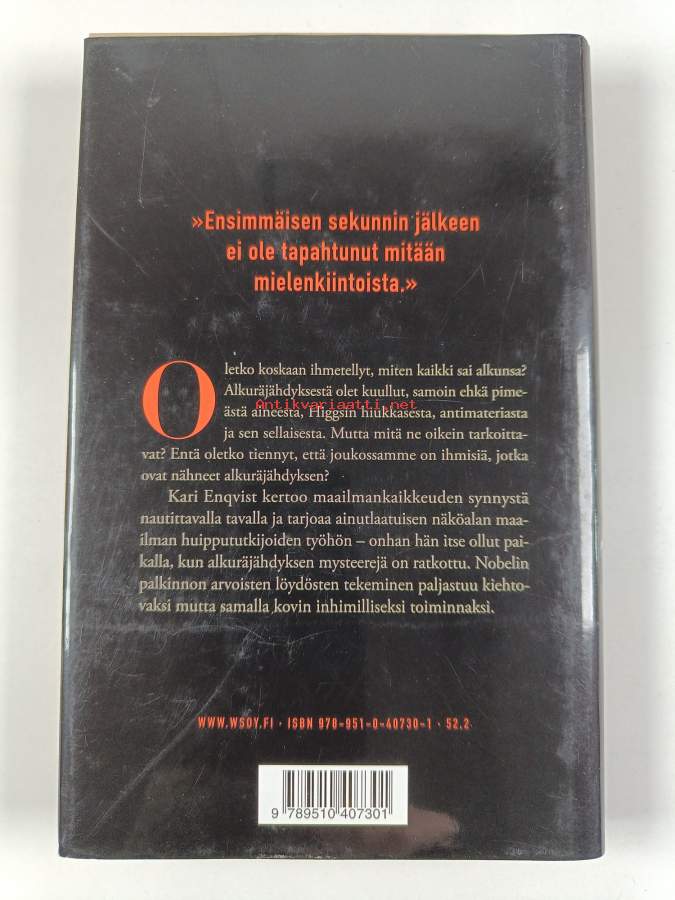 »Ensimmäisen sekunnin jälkeen
ei ole tapahtunut mitään
mielenkiintoista.»
Oletko koskaan ihmetellyt, miten kaikki sai alkunsa?
Alkuräjähdyksestä olet kuullut, samoin ehkä pime-
Antikvariaatti.net
ästä aineesta, Higgsin hiukkasesta, antimateriasta
ja sen sellaisesta. Mutta mitä ne oikein tarkoitta-
vat? Entä oletko tiennyt, että joukossamme on ihmisiä, jotka
ovat nähneet alkuräjähdyksen?
Kari Enqvist kertoo maailmankaikkeuden synnystä
nautittavalla tavalla ja tarjoaa ainutlaatuisen näköalan maa-
ilman huippututkijoiden työhön – onhan hän itse ollut pai-
kalla, kun alkuräjähdyksen mysteerejä on ratkottu. Nobelin
palkinnon arvoisten löydösten tekeminen paljastuu kiehto-
vaksi mutta samalla kovin inhimilliseksi toiminnaksi.
WWW.WSOY.FI · ISBN 978-951-0-40730-1 · 52.2
9 789510 407301